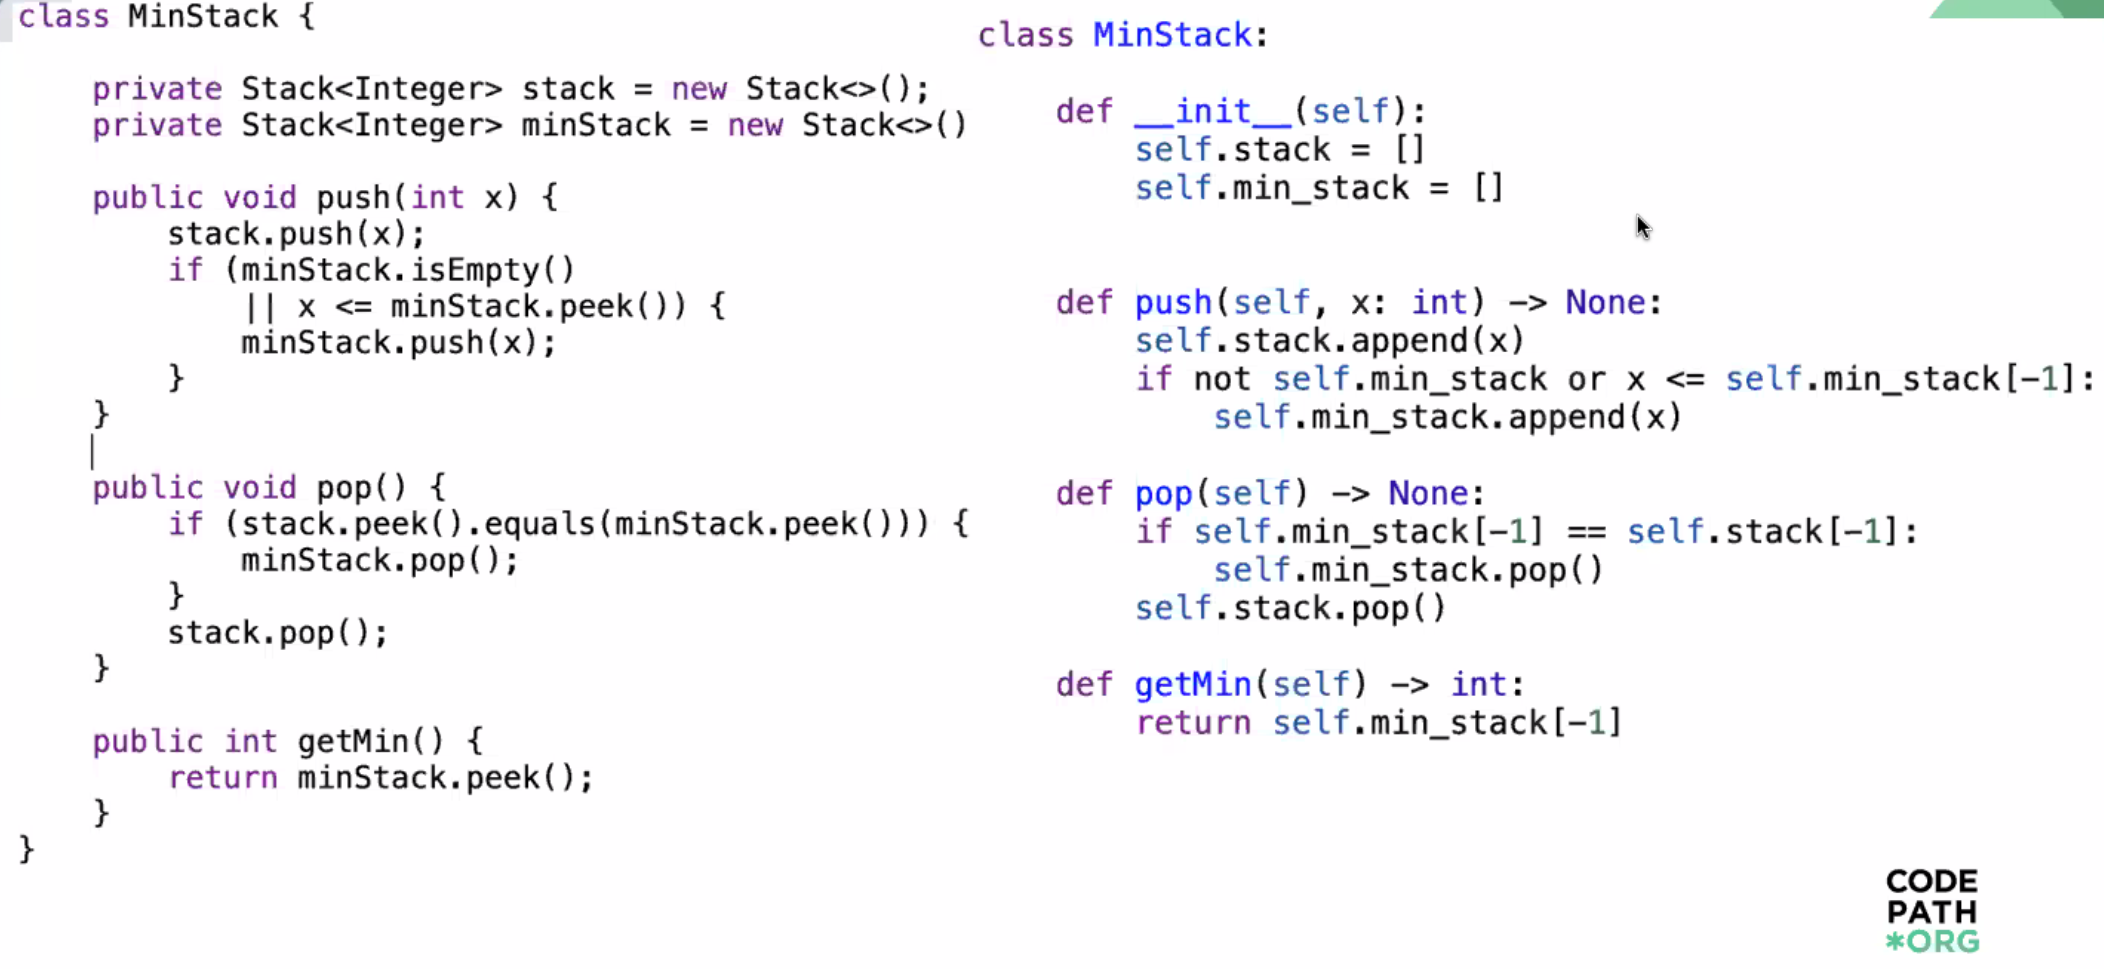 class MinStack {
private Stack<Integer> stack = new Stack<>();
private Stack<Integer> minStack = new Stack<>()
public void push(int x) {
stack.push(x);
if (minStack.isEmpty()
|| x <= minStack.peek()) {
minStack.push(x);
}
}
public void pop() {
if (stack.peek().equals(minStack.peek())) {
minStack.pop();
}
stack.pop();
}
public int getMin() {
return minStack.peek();
}
}
class MinStack:
def __init__(self):
self.stack = []
self.min_stack = []
def push(self, x: int) -> None:
self.stack.append(x)
if not self.min_stack or x <= self.min_stack[-1]:
self.min_stack.append(x)
def pop(self) -> None:
if self.min_stack[-1] == self.stack[-1]:
self.min_stack.pop()
self.stack.pop()
def getMin(self) -> int:
return self.min_stack[-1]
CODE
PATH
*ORG